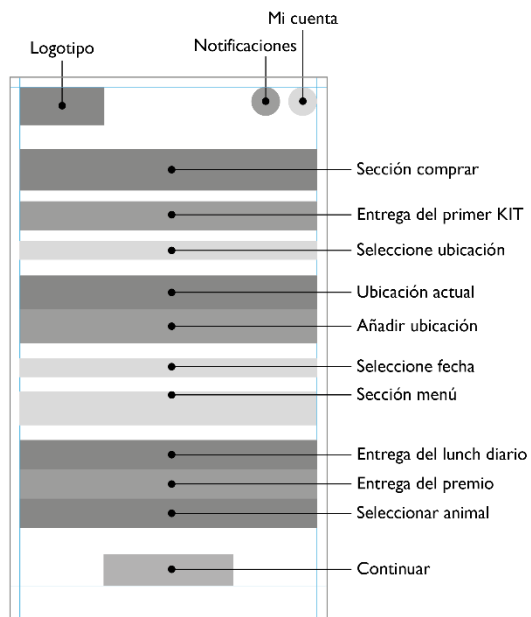 Mi cuenta
Notificaciones
Logotipo
Sección comprar
Entrega del primer KIT
Seleccione ubicación
Ubicación actual
Añadir ubicación
Seleccione fecha
Sección menú
Entrega del lunch diario
Entrega del premio
Seleccionar animal
Continuar